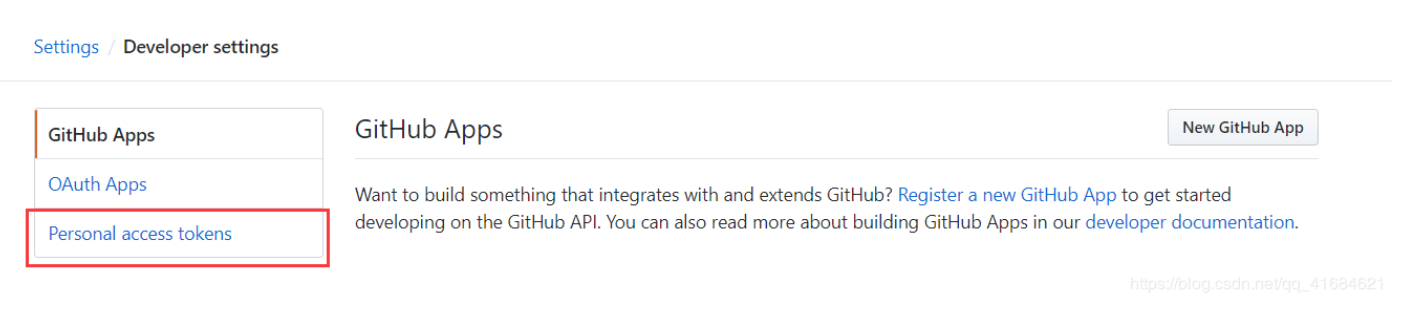 Settings / Developer settings
GitHub Apps
OAuth Apps
Personal access tokens
GitHub Apps
New GitHub App
Want to build something that integrates with and extends GitHub? Register a new GitHub App to get started
developing on the GitHub API. You can also read more about building GitHub Apps in our developer documentation.
https://blog.csdn.net/qq_41684621